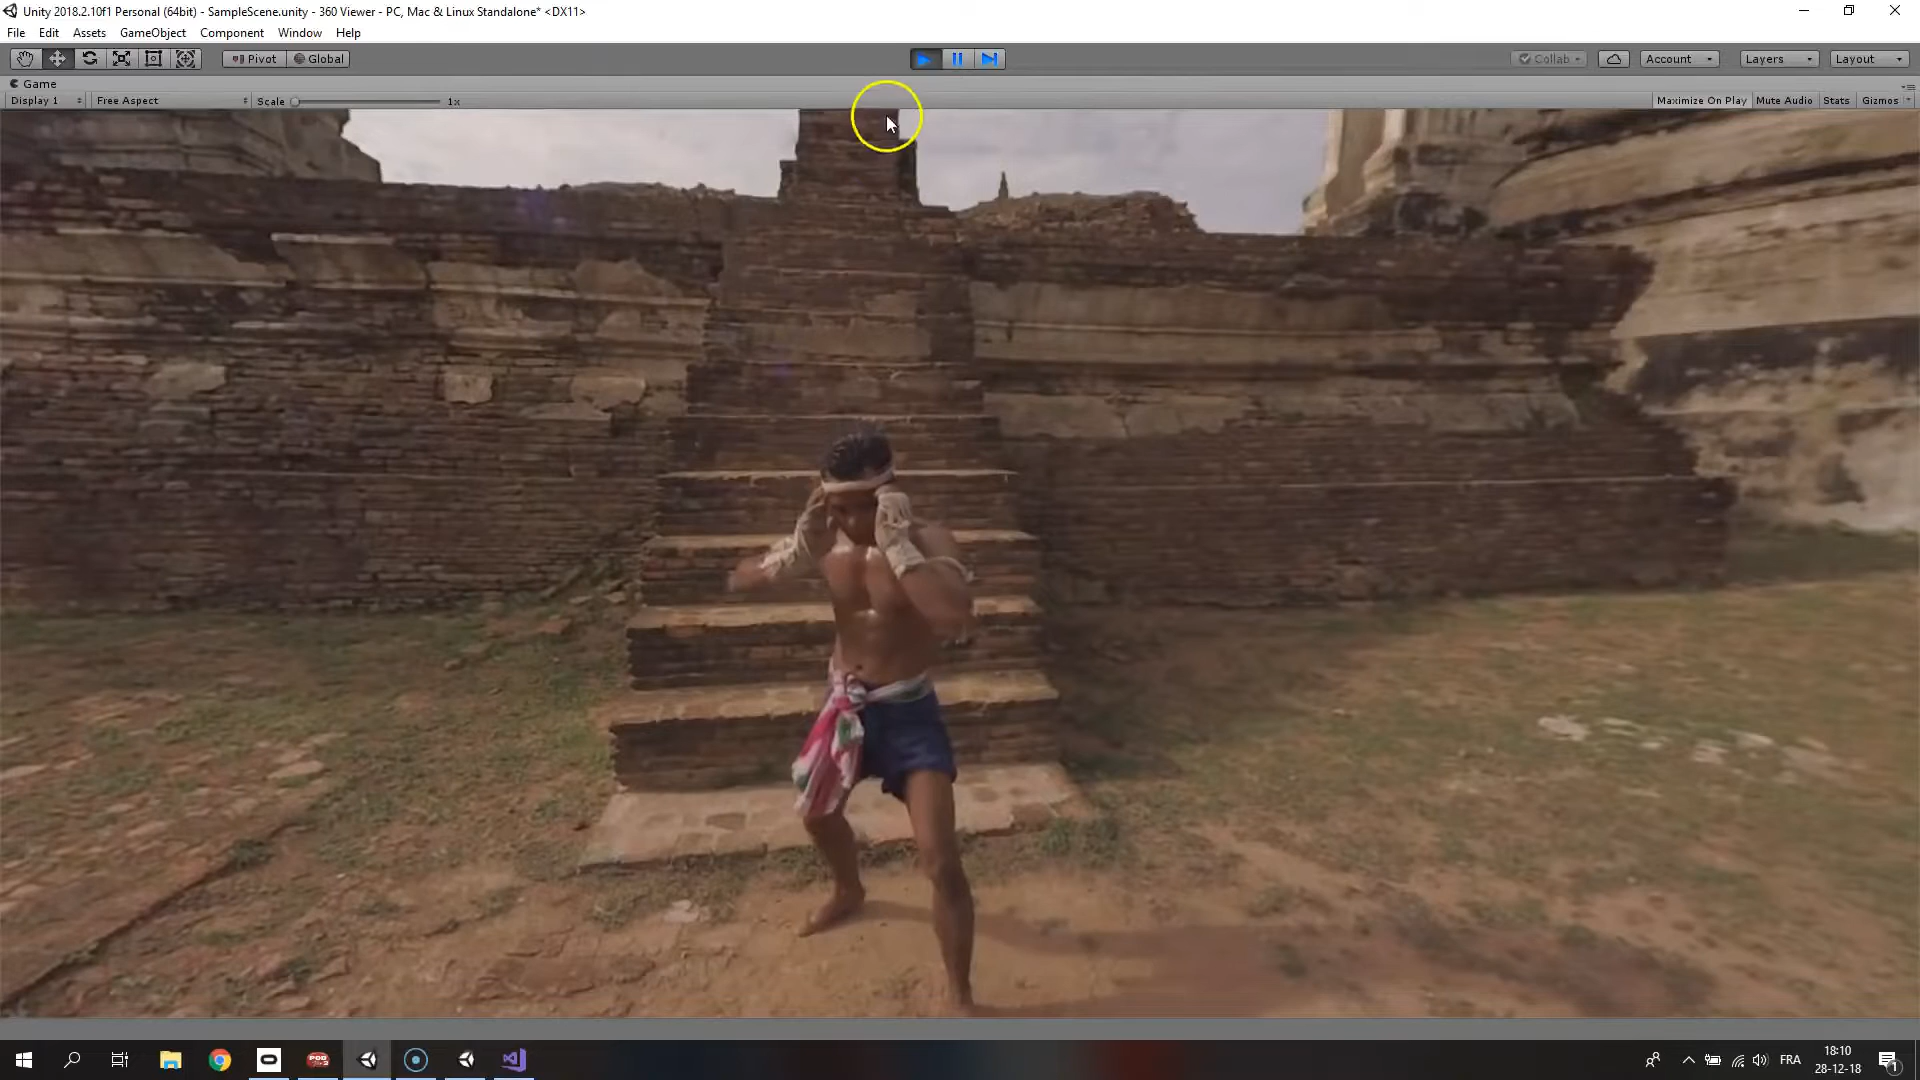 Unity 2018.2.10f1 Personal (64bit) - SampleScene.unity - 360 Viewer - PC, Mac & Linux Standalone* <DX11>
File Edit Assets GameObject Component Window Help
Pivot Global Collab Account Layers Layout
Game
Display 1 Free Aspect Scale 1x Maximize On Play Mute Audio Stats Gizmos
POD
FRA
18:10
28-12-18
1